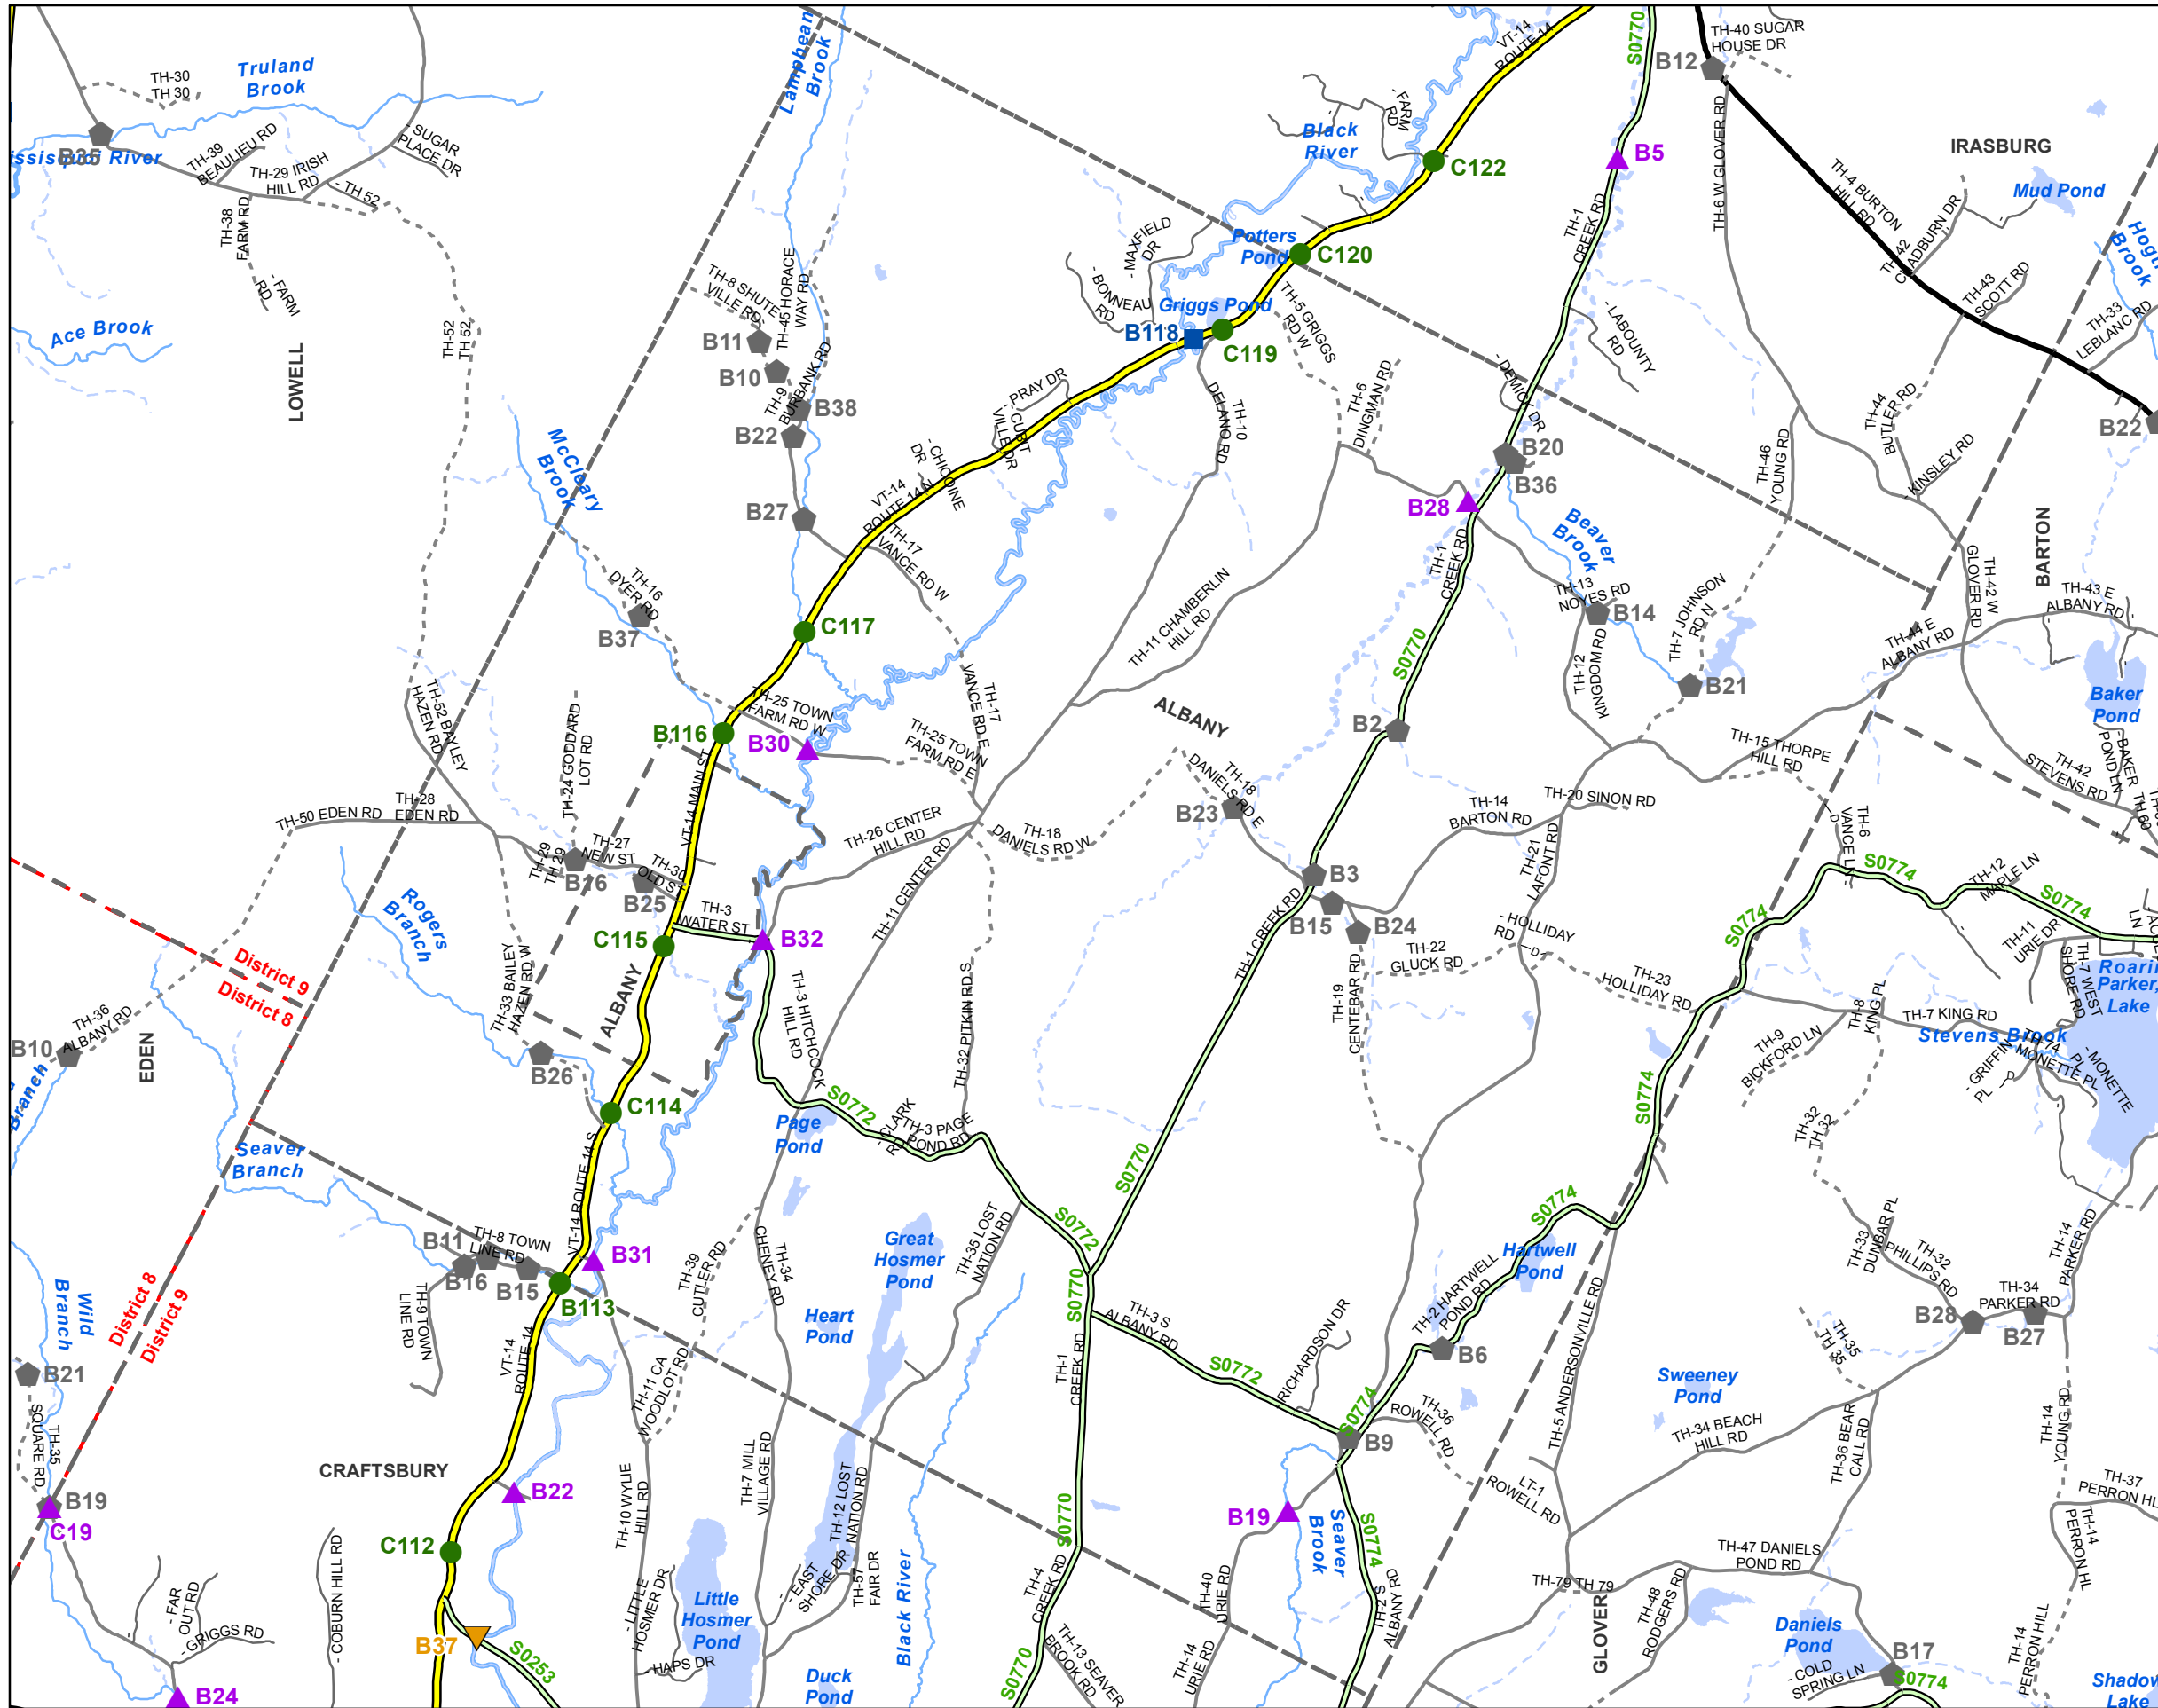 TH-30
TH 30
Truland
Brook
B35
ississquoi River
TH-39
BEAULIEU RD
TH-29 IRISH
HILL RD
- SUGAR
PLACE DR
- TH 52
TH-38
FARM RD
- FARM
RD
Ace Brook
LOWELL
TH-52
TH 52
Lamphean
Brook
TH-8 SHUTE
VILLE RD
TH-45 HORACE
WAY RD
B11
B10
TH-9
BURBANK RD
B38
B22
B27
McCleary
Brook
TH-16
DYER RD
B37
VT-14
ROUTE 14 N
- CHICOINE
DR
- CUBIT
VILLE DR
- PRAY DR
TH-17
VANCE RD W
C117
- BONNEAU
RD
- MAXFIELD
DR
Black
River
- FARM
RD
VT-14
ROUTE 14
C122
Potters
Pond
C120
Griggs Pond
B118
C119
TH-5 GRIGGS
RD W
TH-10
DELANO RD
TH-6
DINGMAN RD
S0770
B5
TH-1
CREEK RD
- LABOUNTY
RD
- DEMICK DR
B12
TH-40 SUGAR
HOUSE DR
TH-6 W GLOVER RD
IRASBURG
Mud Pond
TH-4 BURTON
HILL RD
TH-42
CHADBURN DR
TH-43
SCOTT RD
TH-33
LEBLANC RD
B22
TH-44
BUTLER RD
KINSLEY RD
TH-46
YOUNG RD
BARTON
B20
B36
B28
TH-1
CREEK RD
Beaver
Brook
TH-13
NOYES RD
B14
TH-12
KINGDOM RD
TH-7 JOHNSON
RD N
B21
TH-42 W
GLOVER RD
TH-43 E
ALBANY RD
TH-44 E
ALBANY RD
Baker
Pond
BAKER
POND LN
TH-42
STEVENS RD
TH-11 CHAMBERLIN
HILL RD
S0770
ALBANY
B2
TH-15 THORPE
HILL RD
TH-17
VANCE RD E
TH-25 TOWN
FARM RD W
TH-25 TOWN
FARM RD E
B116
B30
TH-52 BAYLEY
HAZEN RD
TH-24 GODDARD
LOT RD
VT-14 MAIN ST
TH-50 EDEN RD
TH-28
EDEN RD
TH-27
NEW ST
TH-29
TH 29
B16
TH-30
OLD ST
B25
TH-3
WATER ST
C115
B32
TH-26 CENTER
HILL RD
TH-18
DANIELS RD W
TH-18
DANIELS RD E
B23
B3
B15
B24
TH-14
BARTON RD
TH-20 SINON RD
TH-21
LAFONT RD
- HOLLIDAY
RD
-D-
TH-22
GLUCK RD
TH-23
HOLLIDAY RD
TH-19
CENTEBAR RD
TH-6
VANCE LN
S0774
TH-12
MAPLE LN
S0774
S0774
TH-11
URIE DR
TH-7 WEST
SHORE RD
Parker,
Lake
TH-8
KING PL
TH-7 KING RD
TH-9
BICKFORD LN
Stevens Brook
- GRIFFIN
PL
TH-74
MONETTE PL
- MONETTE
PL
District 9
District 8
Rogers
Branch
TH-33 BAILEY
HAZEN RD W
ALBANY
TH-11 CENTER RD
TH-1 CREEK RD
TH-3 HITCHCOCK
HILL RD
TH-32 PITKIN RD S
TH-36
ALBANY RD
B10
Branch
EDEN
B26
C114
S0772
- CLARK
RD
TH-3 PAGE
POND RD
Page
Pond
S0770
S0774
TH-32
TH 32
Seaver
Branch
VT-14 ROUTE 14 S
B31
B11
TH-8 TOWN
LINE RD
B16
B15
B113
TH-9 TOWN
LINE RD
TH-39
CUTLER RD
TH-34
CHENEY RD
Great
Hosmer
Pond
TH-35 LOST
NATION RD
S0772
Heart
Pond
S0770
S0774
Hartwell
Pond
TH-2 HARTWELL
POND RD
TH-33
DUNBAR PL
TH-32
PHILLIPS RD
TH-14
PARKER RD
TH-34
PARKER RD
B28
B27
TH-35
TH 35
Wild
Branch
District 8
District 9
B21
TH-35
SQUARE RD
VT-14
ROUTE 14
TH-11 CA
WOODLOT RD
TH-1
CREEK RD
TH-3 S
ALBANY RD
S0772
RICHARDSON DR
B6
S0774
TH-36
ROWELL RD
B9
TH-5 ANDERSONVILLE RD
Sweeney
Pond
TH-34 BEACH
HILL RD
TH-36 BEAR
CALL RD
TH-14
YOUNG RD
CRAFTSBURY
B22
TH-10 WYLIE
HILL RD
TH-7 MILL
VILLAGE RD
TH-12 LOST
NATION RD
B19
C19
C112
S0770
B19
Seaver
Brook
S0774
LT-1
ROWELL RD
TH-37
TH-14
PERRON HL
TH-47 DANIELS
POND RD
TH-79 TH 79
- FAR
OUT RD
- GRIGGS RD
- COBURN HILL RD
- LITTLE
HOSMER DR
HAPS DR
Little
Hosmer
Pond
- EAST
SHORE DR
TH-57
FAIR DR
Black River
TH-4
CREEK RD
TH-40
URIE RD
TH-2 S
ALBANY RD
GLOVER
TH-48
RODGERS RD
Daniels
Pond
B17
- COLD
SPRING LN
S0774
TH-14
PERRON HILL
Shadow
Lake
B37
S0253
B24
Duck
Pond
S0770
TH-13 SEAVER
BROOK RD
TH-14
URIE RD